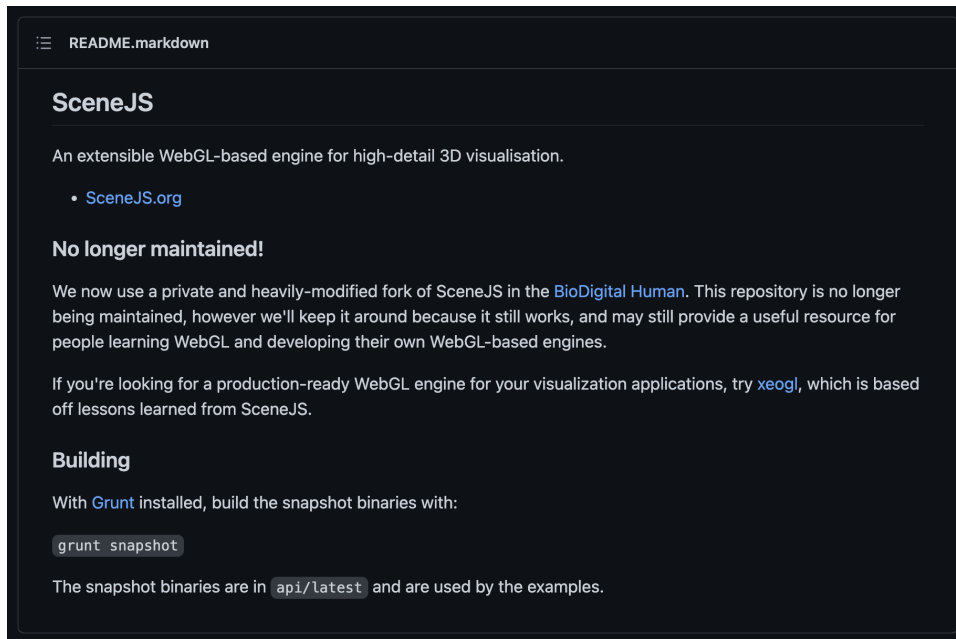 README.markdown
SceneJS
An extensible WebGL-based engine for high-detail 3D visualisation.
• SceneJS.org
No longer maintained!
We now use a private and heavily-modified fork of SceneJS in the BioDigital Human. This repository is no longer
being maintained, however we'll keep it around because it still works, and may still provide a useful resource for
people learning WebGL and developing their own WebGL-based engines.
If you're looking for a production-ready WebGL engine for your visualization applications, try xeogl, which is based
off lessons learned from SceneJS.
Building
With Grunt installed, build the snapshot binaries with:
grunt snapshot
The snapshot binaries are in api/latest and are used by the examples.